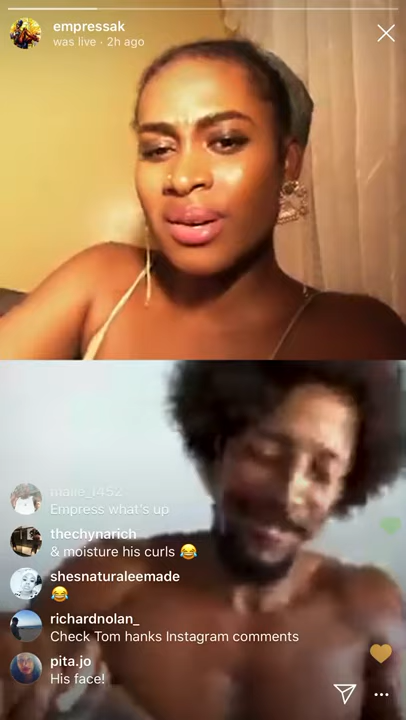 empressak
was live · 2h ago
malie_1452
Empress what's up
thechynarich
& moisture his curls 😂
shesnaturaleemade
😂
richardnolan_
Check Tom hanks Instagram comments
pita.jo
His face!